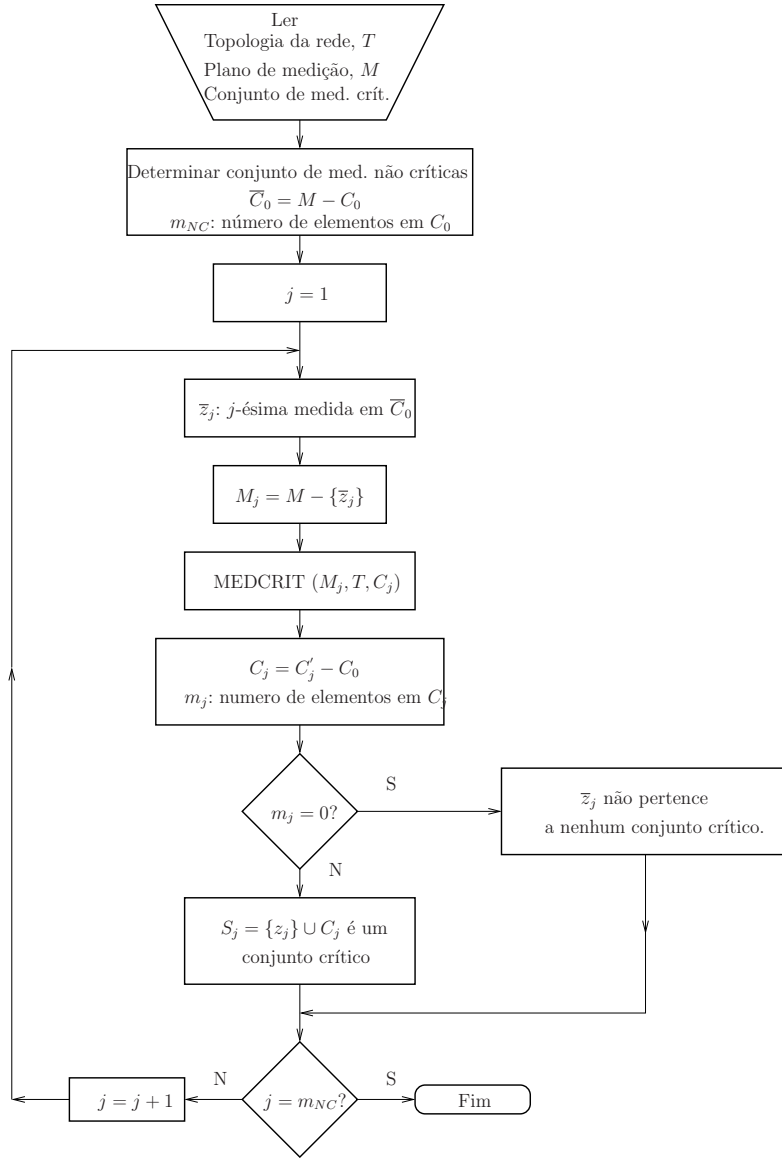 Ler
Topologia da rede, T
Plano de medição, M
Conjunto de med. crít.
Determinar conjunto de med. não críticas
C̅₀ = M − C₀
m_NC: número de elementos em C₀
j = 1
z̅_j: j-ésima medida em C̅₀
M_j = M − {z̅_j}
MEDCRIT (M_j, T, C_j)
C_j = C′_j − C₀
m_j: numero de elementos em C_j
m_j = 0?
S
z̅_j não pertence
a nenhum conjunto crítico.
N
S_j = {z_j} ∪ C_j é um
conjunto crítico
j = j + 1
N
j = m_NC?
S
Fim